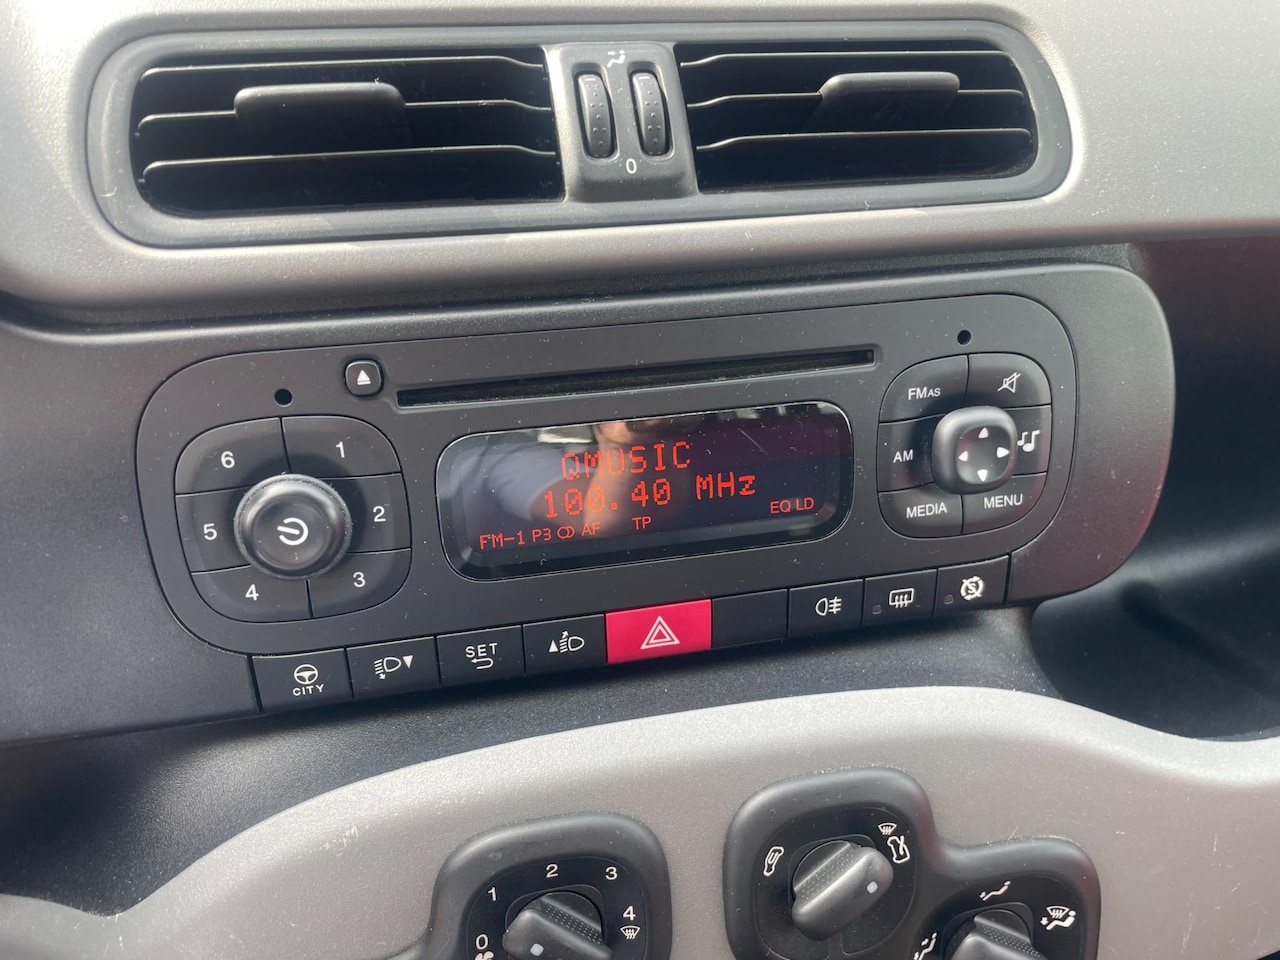 0
6
1
5
2
4
3
QMUSIC
100.40 MHz
FM-1 P3 AF TP EQ LD
FMAS
AM
MEDIA
MENU
CITY
SET
S
0
1
2
3
4